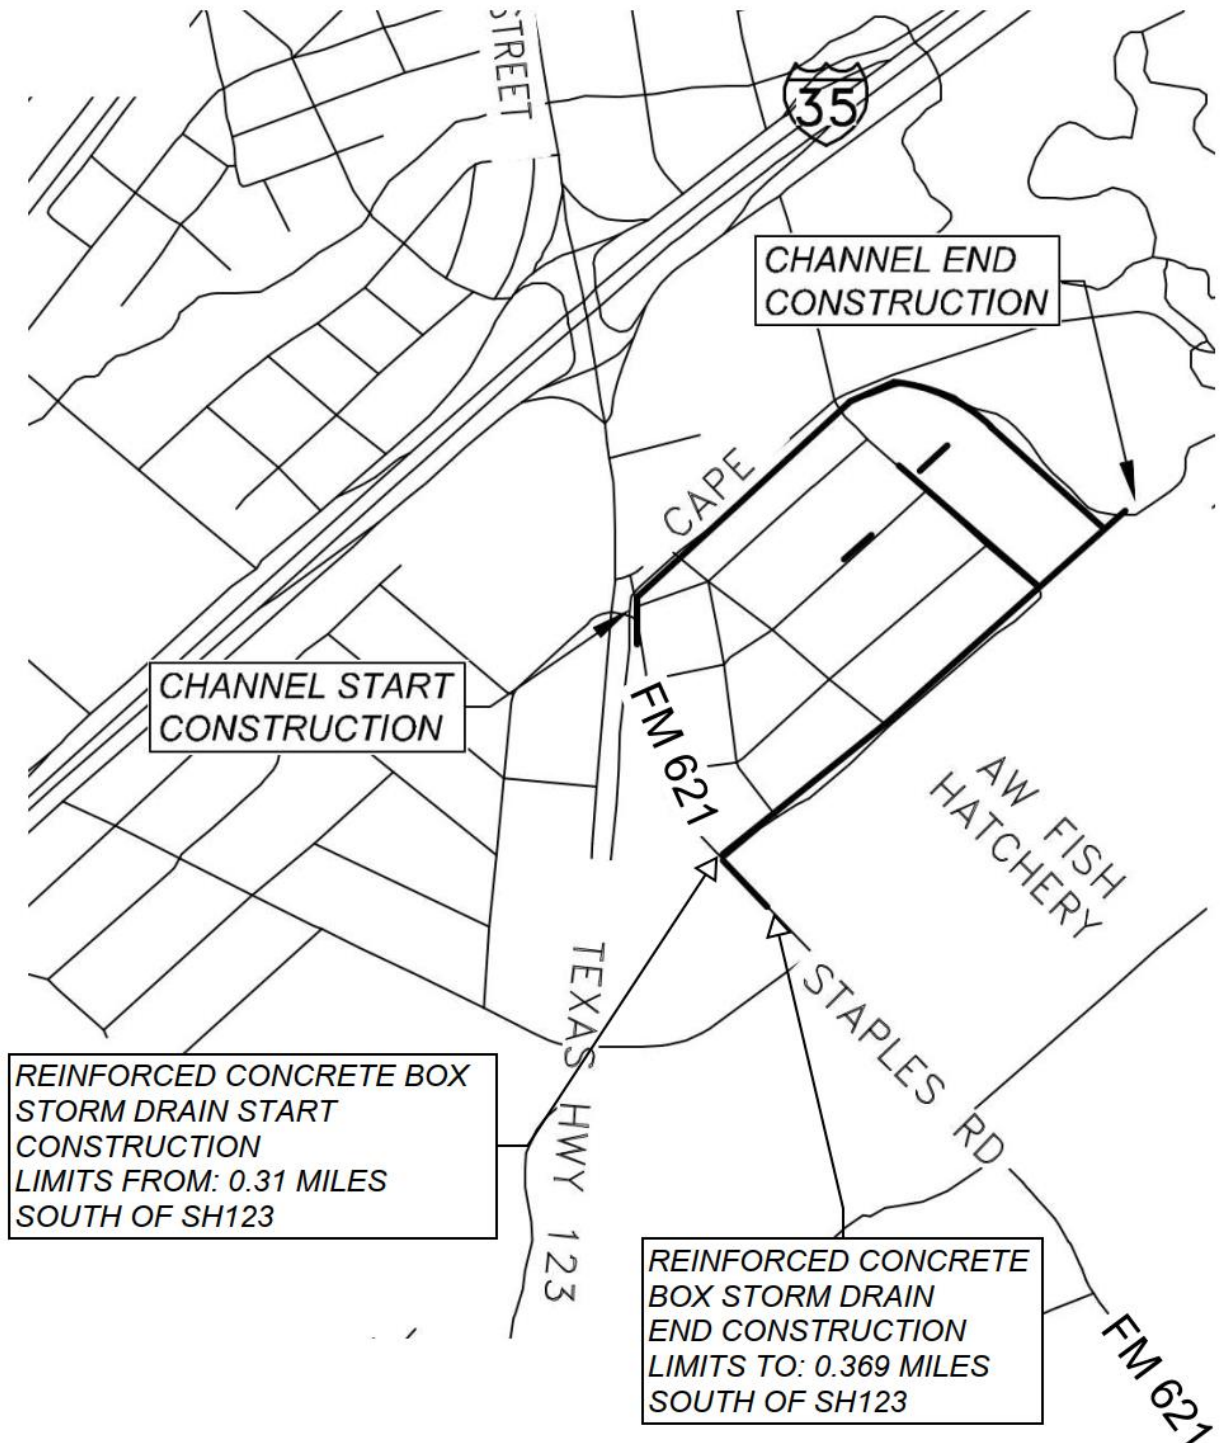 STREET
35
CHANNEL END
CONSTRUCTION
CAPE
CHANNEL START
CONSTRUCTION
FM 621
AW FISH
HATCHERY
TEXAS HWY 123
STAPLES RD
REINFORCED CONCRETE BOX
STORM DRAIN START
CONSTRUCTION
LIMITS FROM: 0.31 MILES
SOUTH OF SH123
REINFORCED CONCRETE
BOX STORM DRAIN
END CONSTRUCTION
LIMITS TO: 0.369 MILES
SOUTH OF SH123
FM 621